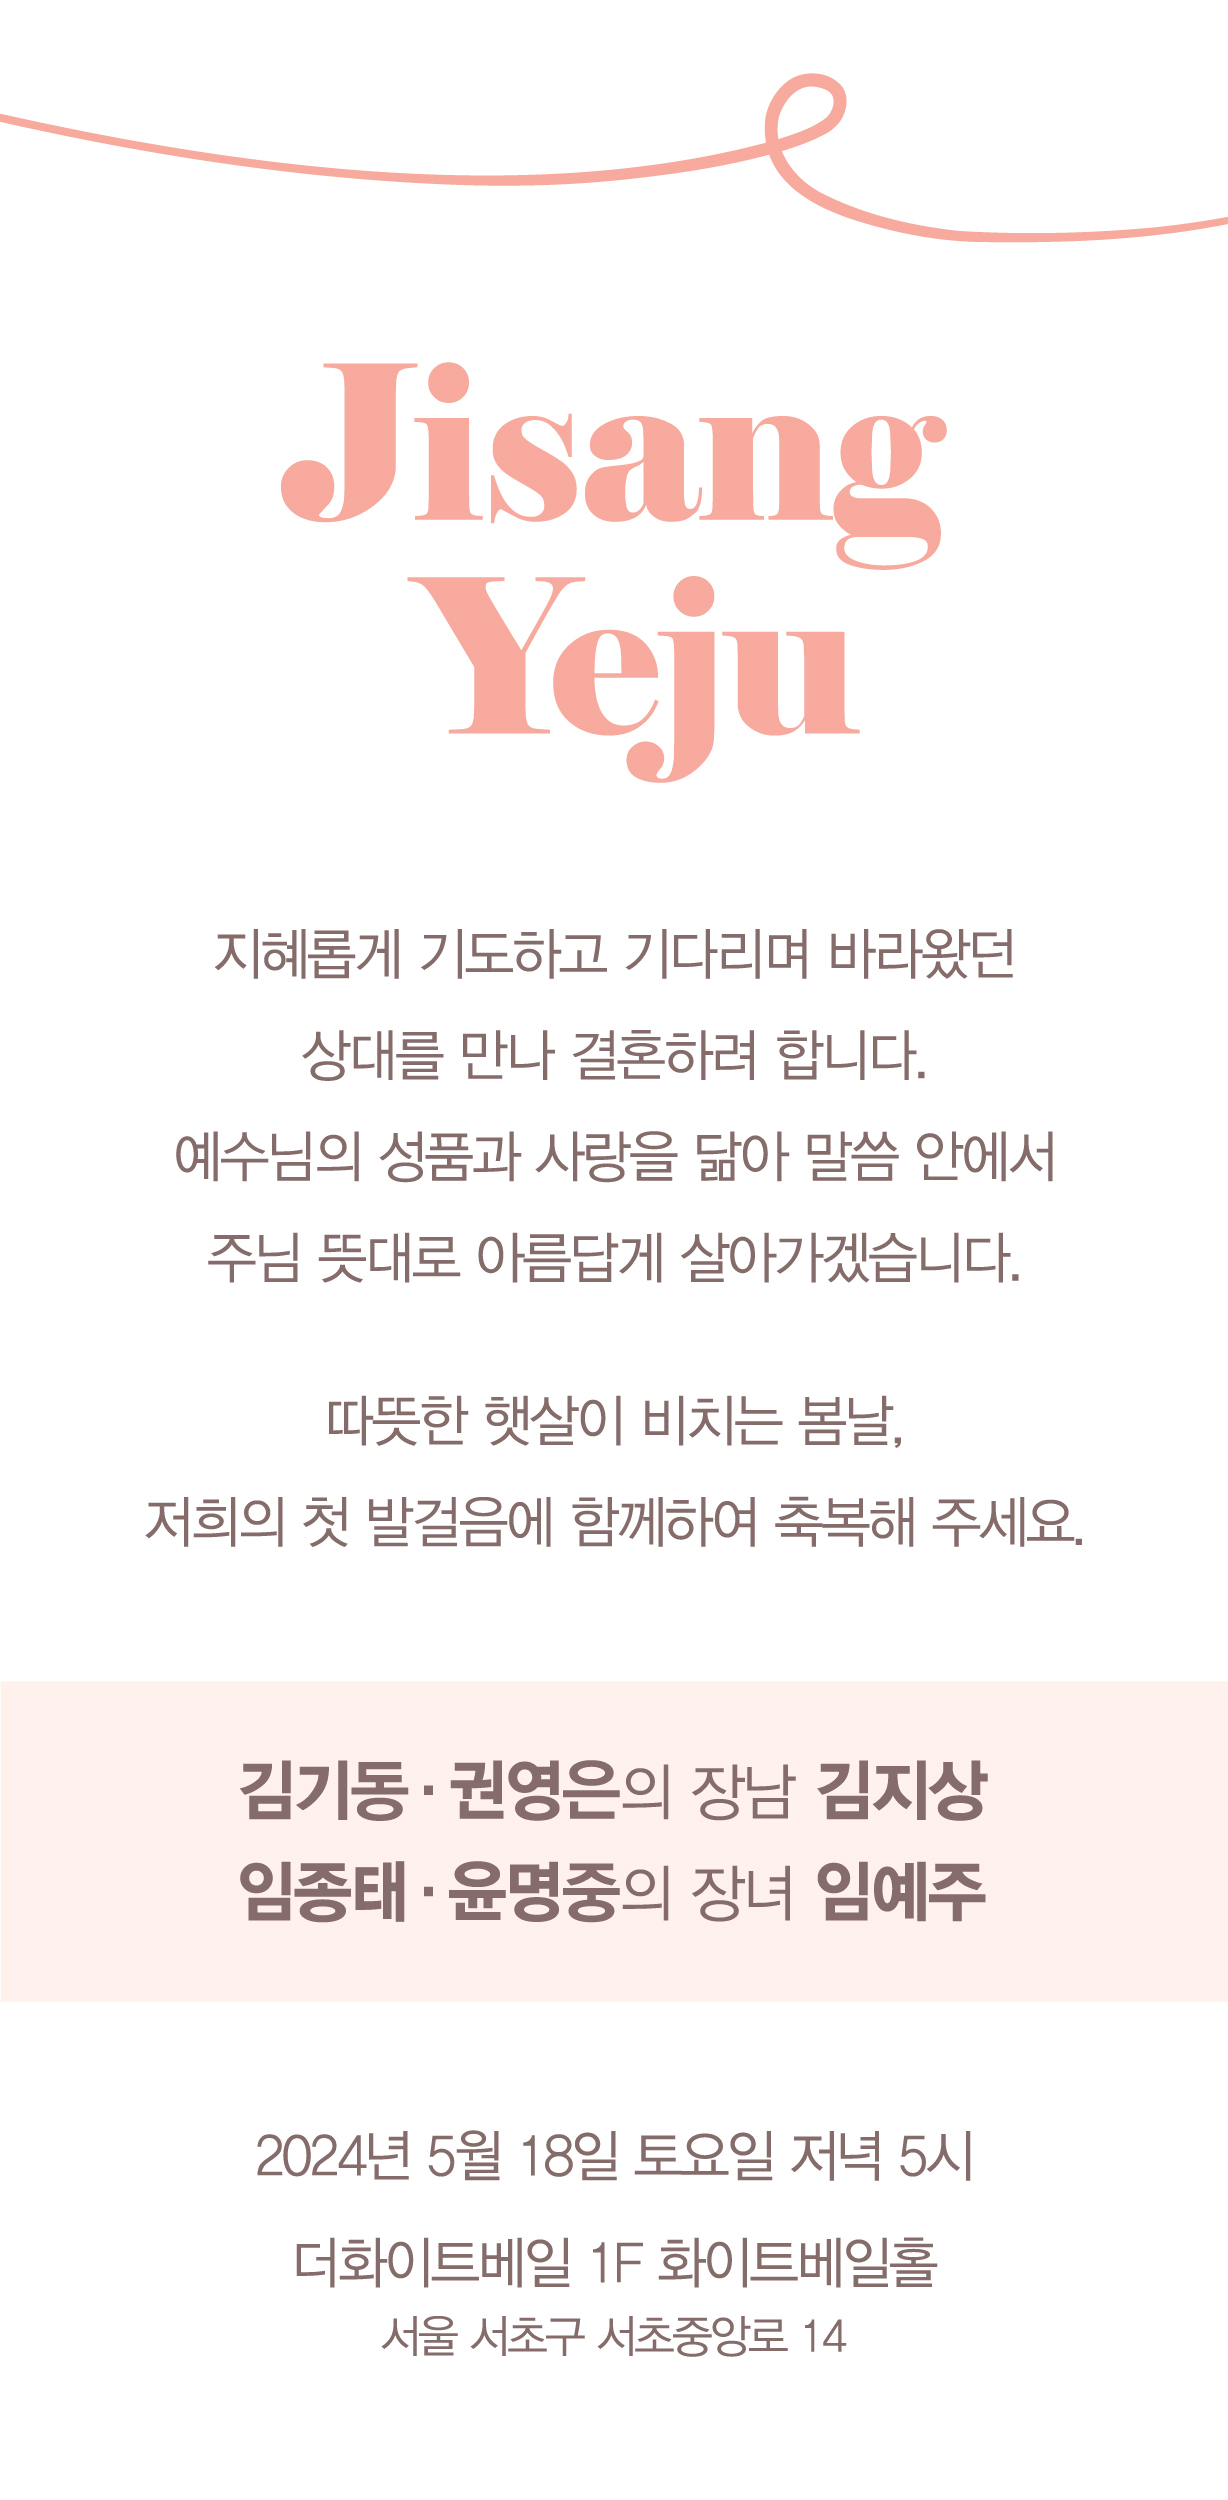 Jisang
Yeju
지혜롭게 기도하고 기다리며 바라왔던
상대를 만나 결혼하려 합니다.
예수님의 성품과 사랑을 닮아 말씀 안에서
주님 뜻대로 아름답게 살아가겠습니다.
따뜻한 햇살이 비치는 봄날,
저희의 첫 발걸음에 함께하여 축복해 주세요.
김기동·권영은의 장남 김지상
임종태·윤명종의 장녀 임예주
2024년 5월 18일 토요일 저녁 5시
더화이트베일 1F 화이트베일홀
서울 서초구 서초중앙로 14